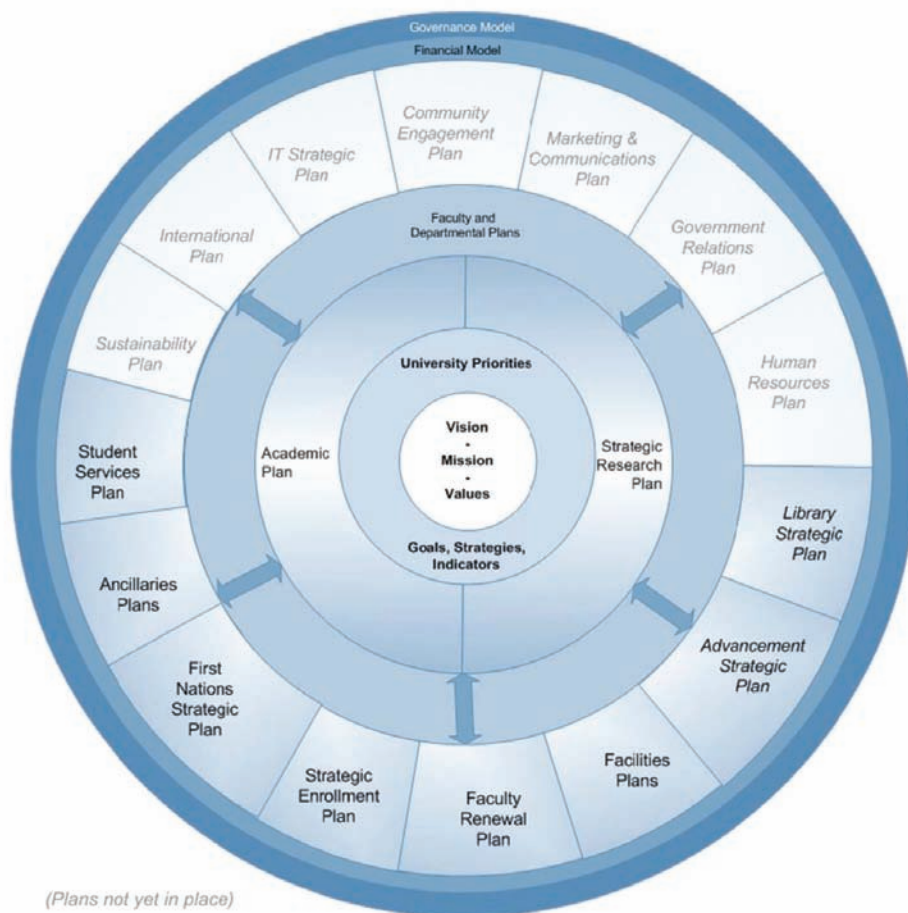 Governance Model
Financial Model
Community
Engagement
Plan
Marketing &
Communications
Plan
IT Strategic
Plan
Government
Relations
Plan
International
Plan
Human
Resources
Plan
Sustainability
Plan
Faculty and
Departmental Plans
University Priorities
Vision
-
Mission
-
Values
Goals, Strategies,
Indicators
Academic
Plan
Strategic
Research
Plan
Student
Services
Plan
Library
Strategic
Plan
Ancillaries
Plans
Advancement
Strategic
Plan
First
Nations
Strategic
Plan
Facilities
Plans
Strategic
Enrollment
Plan
Faculty
Renewal
Plan
(Plans not yet in place)